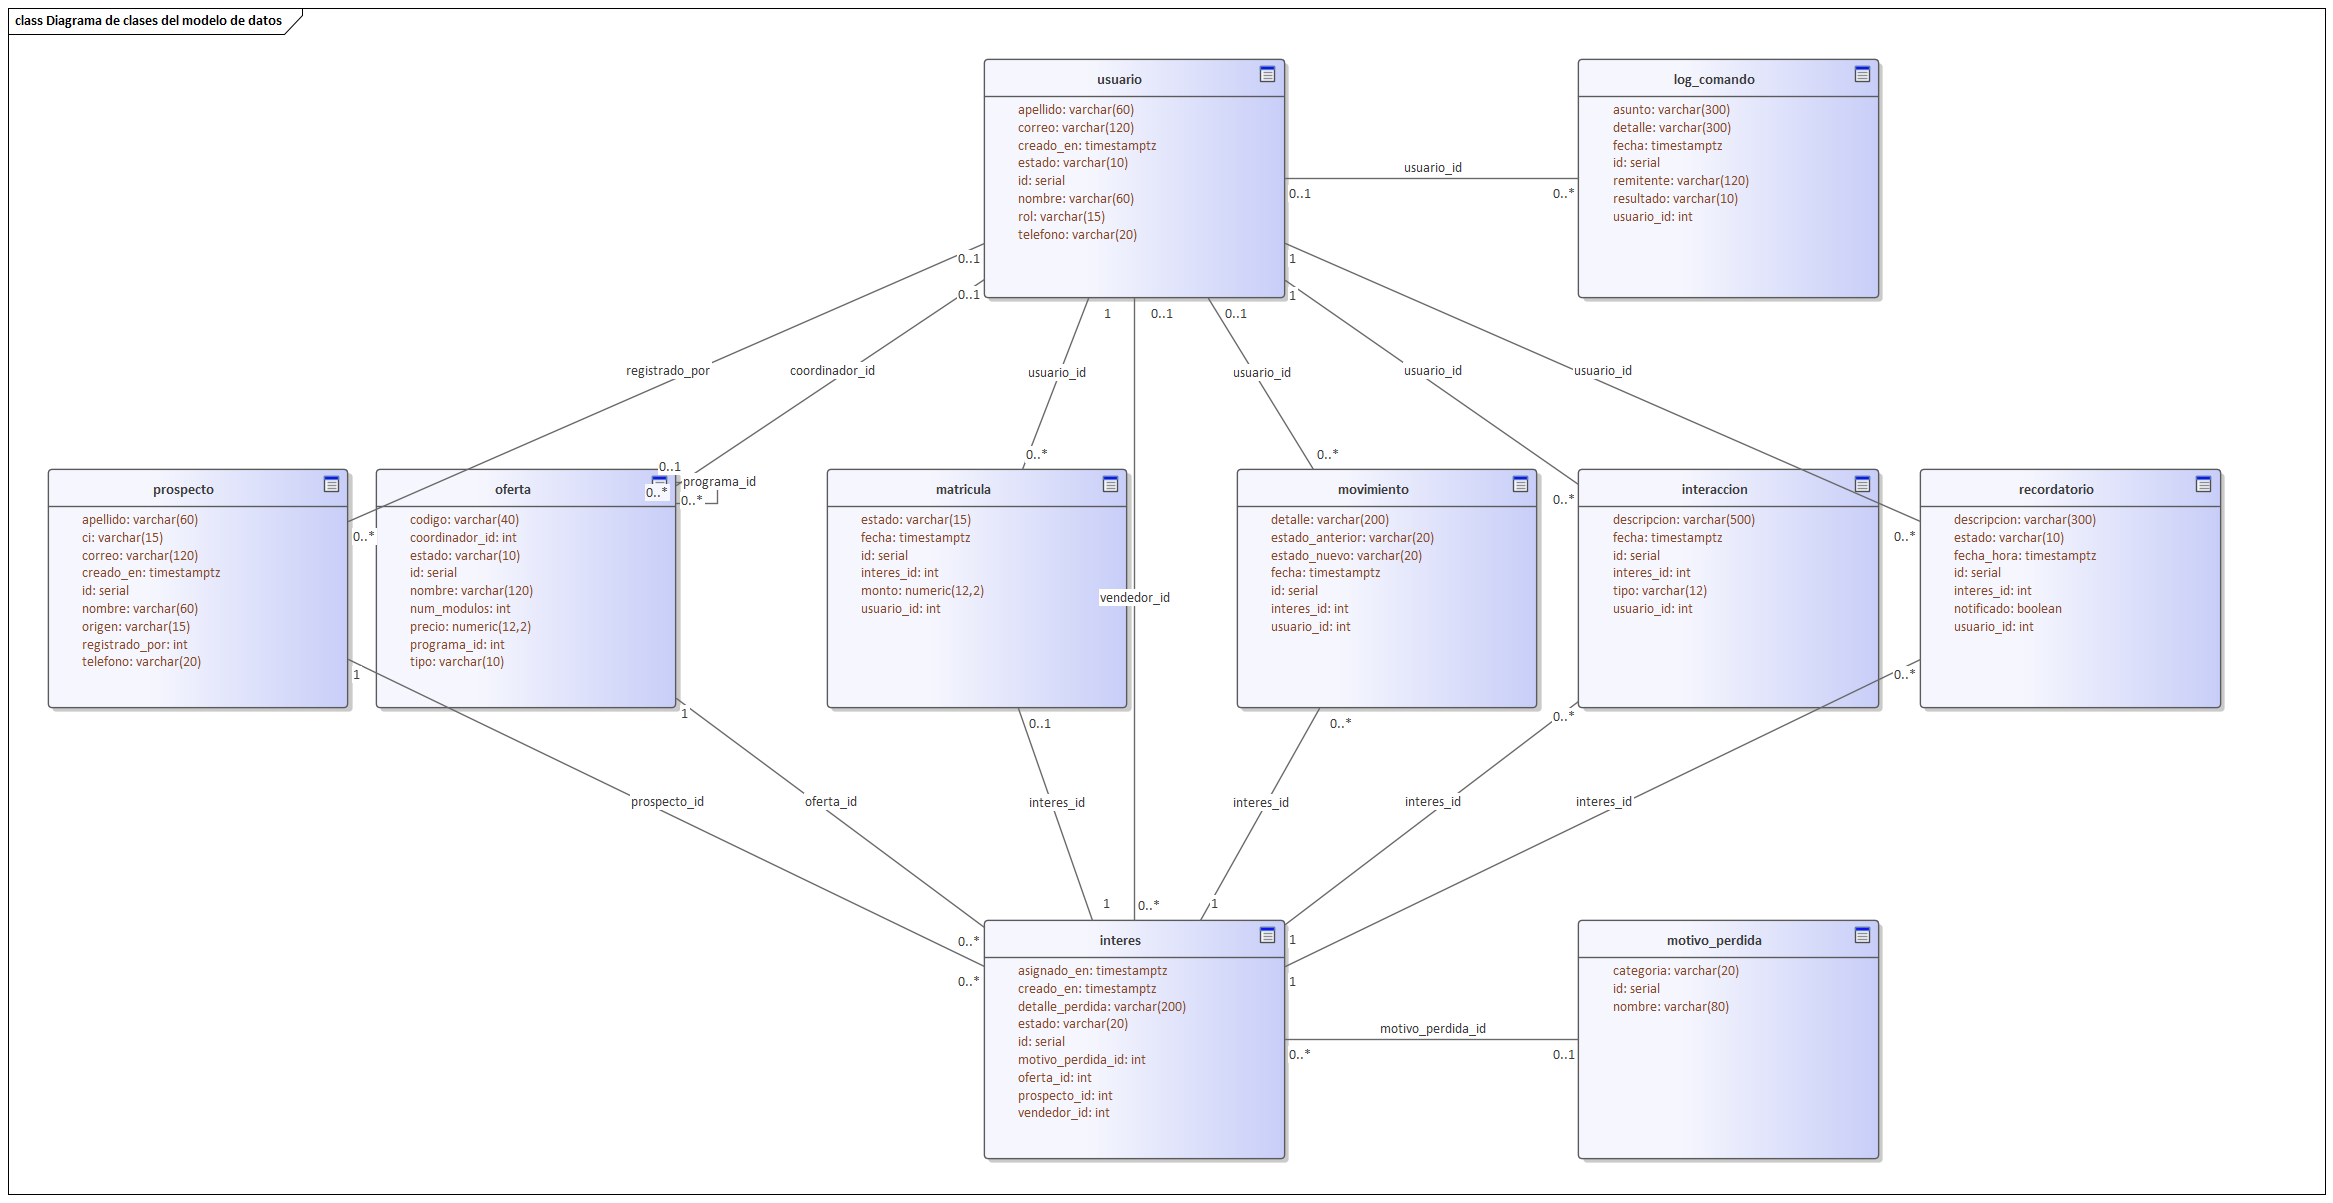 class Diagrama de clases del modelo de datos
usuario
apellido: varchar(60)
correo: varchar(120)
creado_en: timestamptz
estado: varchar(10)
id: serial
nombre: varchar(60)
rol: varchar(15)
telefono: varchar(20)
log_comando
asunto: varchar(300)
detalle: varchar(300)
fecha: timestamptz
id: serial
remitente: varchar(120)
resultado: varchar(10)
usuario_id: int
usuario_id
0..1
0..*
0..1
1
0..1
1
1
0..1
0..1
registrado_por
coordinador_id
usuario_id
usuario_id
usuario_id
usuario_id
0..*
0..*
0..1
programa_id
0..*
0..*
0..*
0..*
0..*
prospecto
apellido: varchar(60)
ci: varchar(15)
correo: varchar(120)
creado_en: timestamptz
id: serial
nombre: varchar(60)
origen: varchar(15)
registrado_por: int
telefono: varchar(20)
oferta
codigo: varchar(40)
coordinador_id: int
estado: varchar(10)
id: serial
nombre: varchar(120)
num_modulos: int
precio: numeric(12,2)
programa_id: int
tipo: varchar(10)
matricula
estado: varchar(15)
fecha: timestamptz
id: serial
interes_id: int
monto: numeric(12,2)
usuario_id: int
vendedor_id
movimiento
detalle: varchar(200)
estado_anterior: varchar(20)
estado_nuevo: varchar(20)
fecha: timestamptz
id: serial
interes_id: int
usuario_id: int
interaccion
descripcion: varchar(500)
fecha: timestamptz
id: serial
interes_id: int
tipo: varchar(12)
usuario_id: int
recordatorio
descripcion: varchar(300)
estado: varchar(10)
fecha_hora: timestamptz
id: serial
interes_id: int
notificado: boolean
usuario_id: int
0..*
1
0..*
1
0..1
0..*
0..*
prospecto_id
oferta_id
interes_id
interes_id
interes_id
interes_id
1
0..*
1
0..*
1
0..*
1
interes
asignado_en: timestamptz
creado_en: timestamptz
detalle_perdida: varchar(200)
estado: varchar(20)
id: serial
motivo_perdida_id: int
oferta_id: int
prospecto_id: int
vendedor_id: int
motivo_perdida_id
0..*
0..1
motivo_perdida
categoria: varchar(20)
id: serial
nombre: varchar(80)